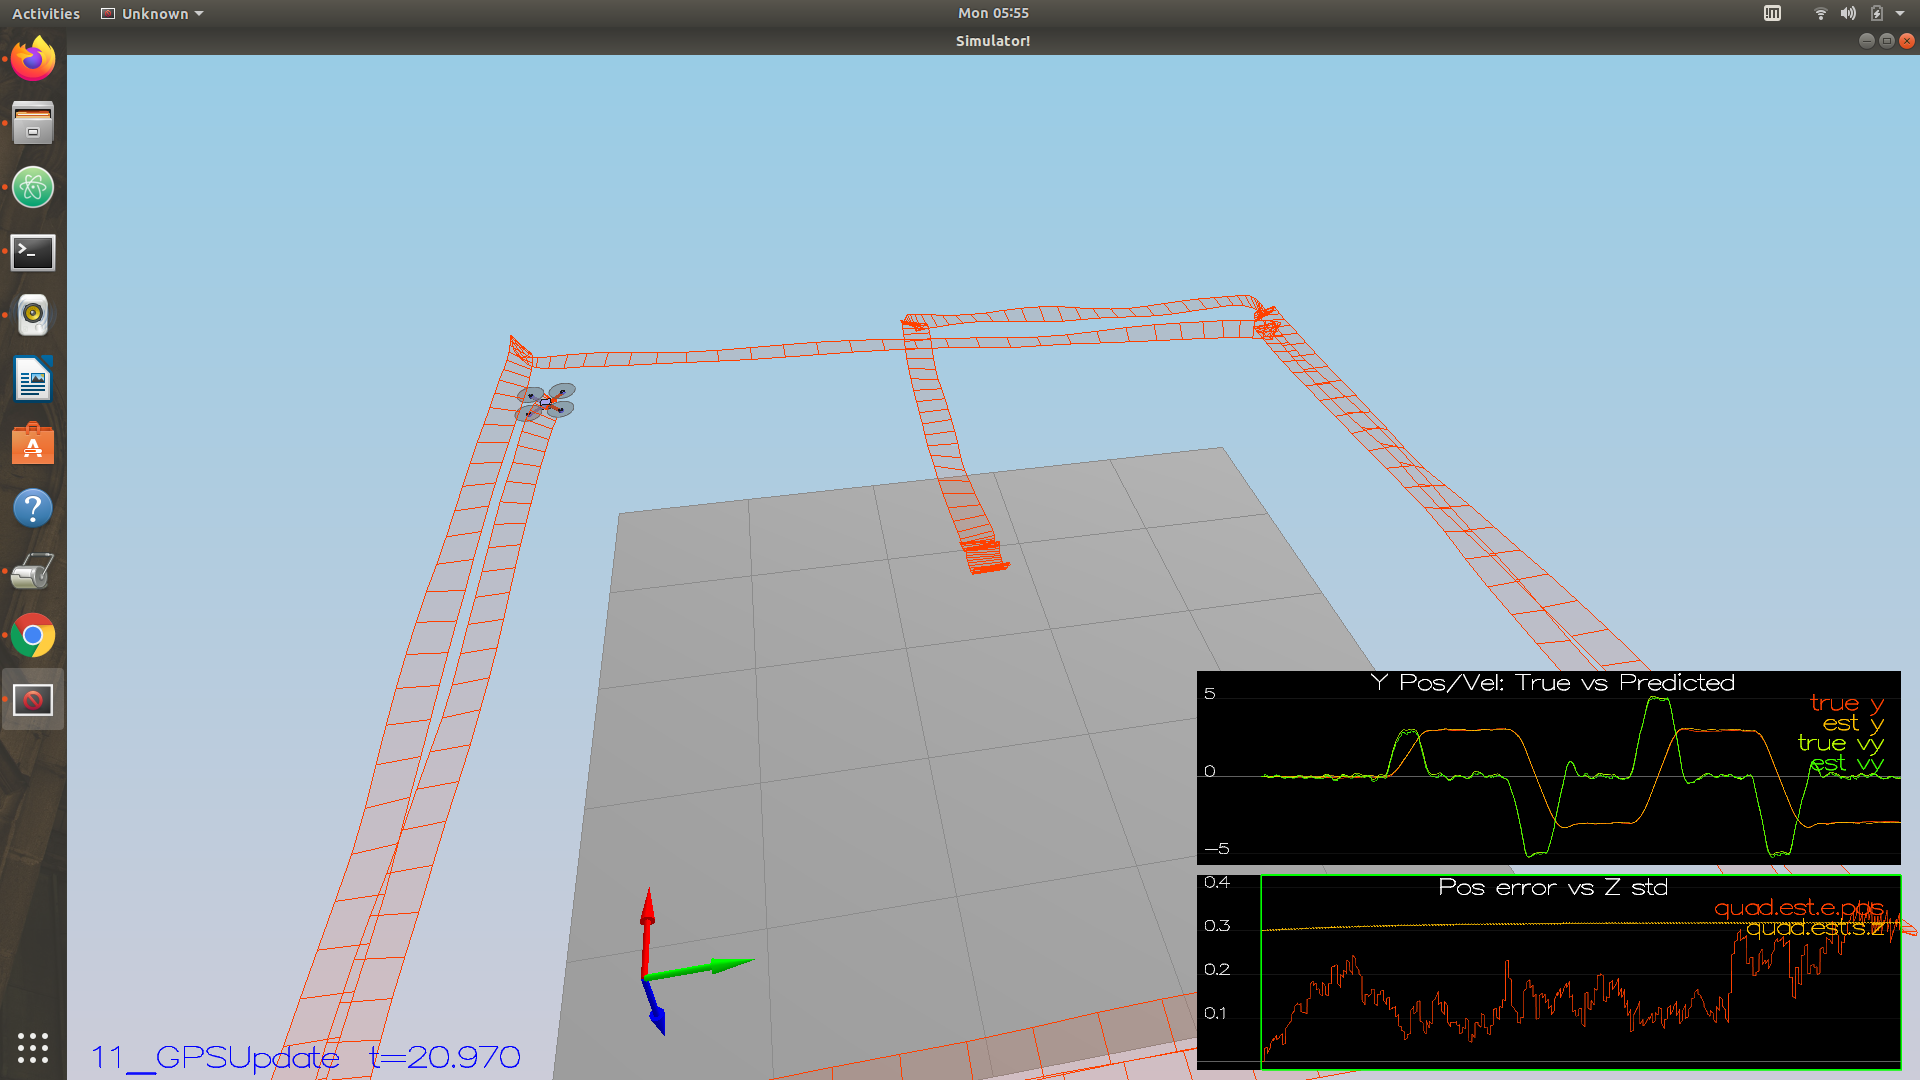 Activities Unknown Mon 05:55
Simulator!
Y Pos/Vel: True vs Predicted
5
true y
est y
true vy
0
est vy
-5
0.4
Pos error vs Z std
quad.est.e.pos
0.3
quad.est.s.z
0.2
0.1
11_GPSUpdate t=20.970